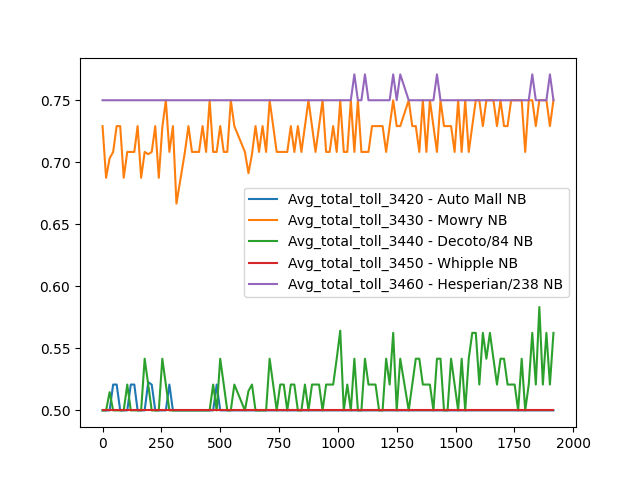 0.75
0.70
0.65
0.60
0.55
0.50
Avg_total_toll_3420 - Auto Mall NB
Avg_total_toll_3430 - Mowry NB
Avg_total_toll_3440 - Decoto/84 NB
Avg_total_toll_3450 - Whipple NB
Avg_total_toll_3460 - Hesperian/238 NB
0 250 500 750 1000 1250 1500 1750 2000